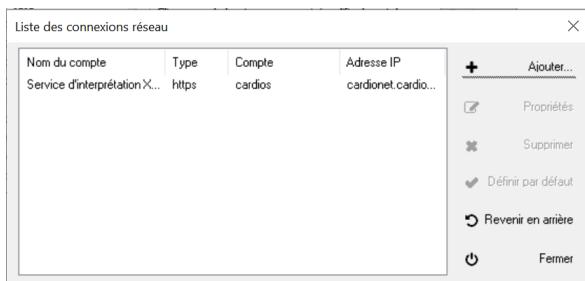 Liste des connexions réseau
Nom du compte Type Compte Adresse IP
Service d'interprétation X... https cardios cardionet.cardio...
Ajouter...
Propriétés
Supprimer
Définir par défaut
Revenir en arrière
Fermer